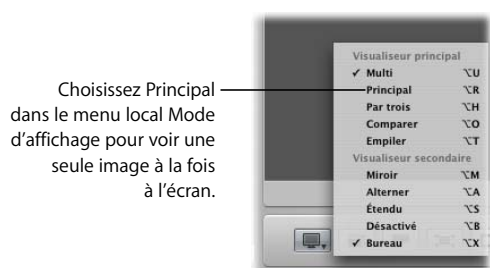 Choisissez Principal
dans le menu local Mode
d'affichage pour voir une
seule image à la fois
à l'écran.
Visualiseur principal
✓ Multi ⌥U
Principal ⌥R
Par trois ⌥H
Comparer ⌥O
Empiler ⌥T
Visualiseur secondaire
Miroir ⌥M
Alterner ⌥A
Étendu ⌥S
Désactivé ⌥B
✓ Bureau ⌥X